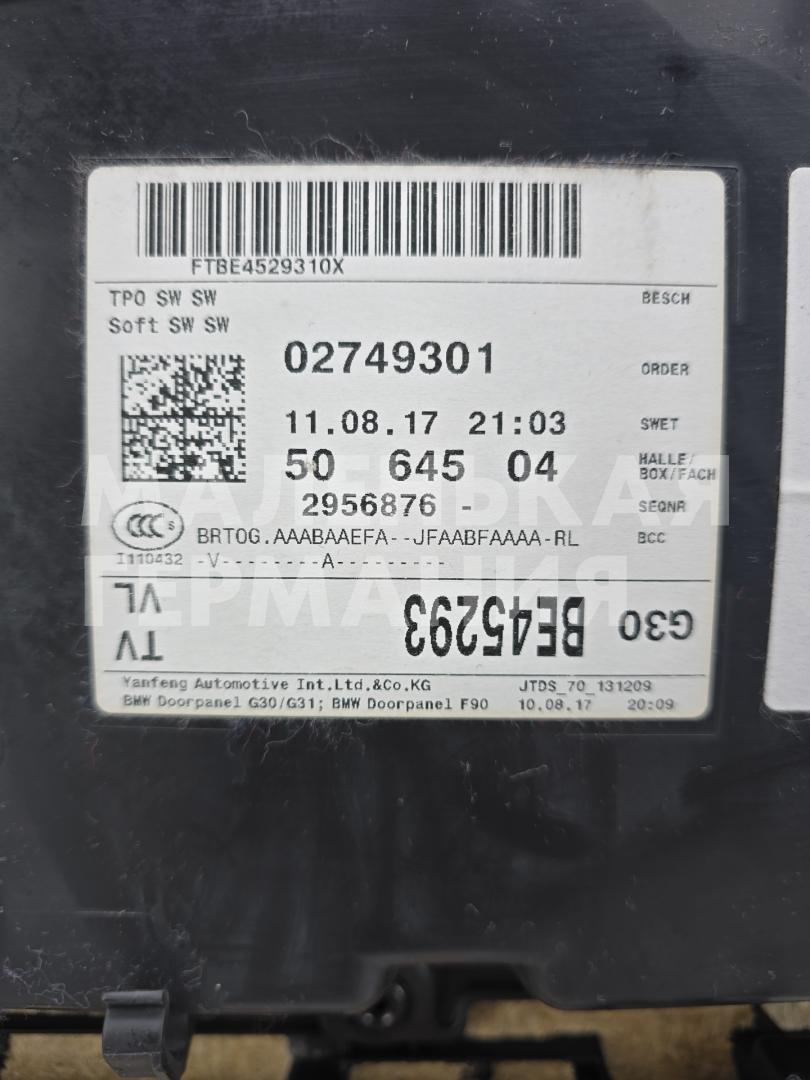 FTBE4529310X
TPO SW SW
BESCH
Soft SW SW
02749301
ORDER
11.08.17 21:03
SWET
50 645 04
HALLE/
BOX/FACH
2956876 -
SEQNR
CCC S
BRTOG.AAABAAEFA--JFAABFAAAA-RL
BCC
I110432
-V--------A---------
TV
VL
BE45293
G30
Yanfeng Automotive Int.Ltd.&Co.KG
JTDS_70_131209
BMW Doorpanel G30/G31; BMW Doorpanel F90
10.08.17 20:09
МАЛЕНЬКАЯ
ГЕРМАНИЯ